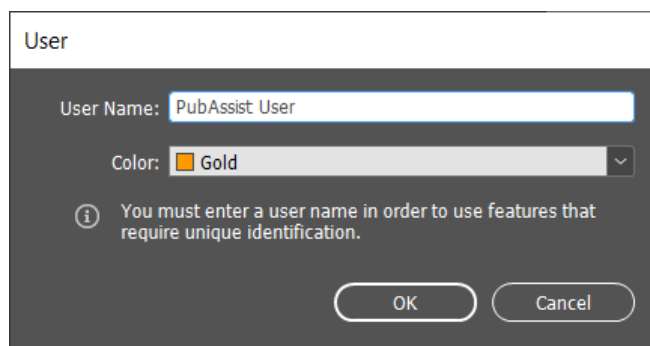 User
User Name: PubAssist User
Color: Gold
You must enter a user name in order to use features that
require unique identification.
OK Cancel